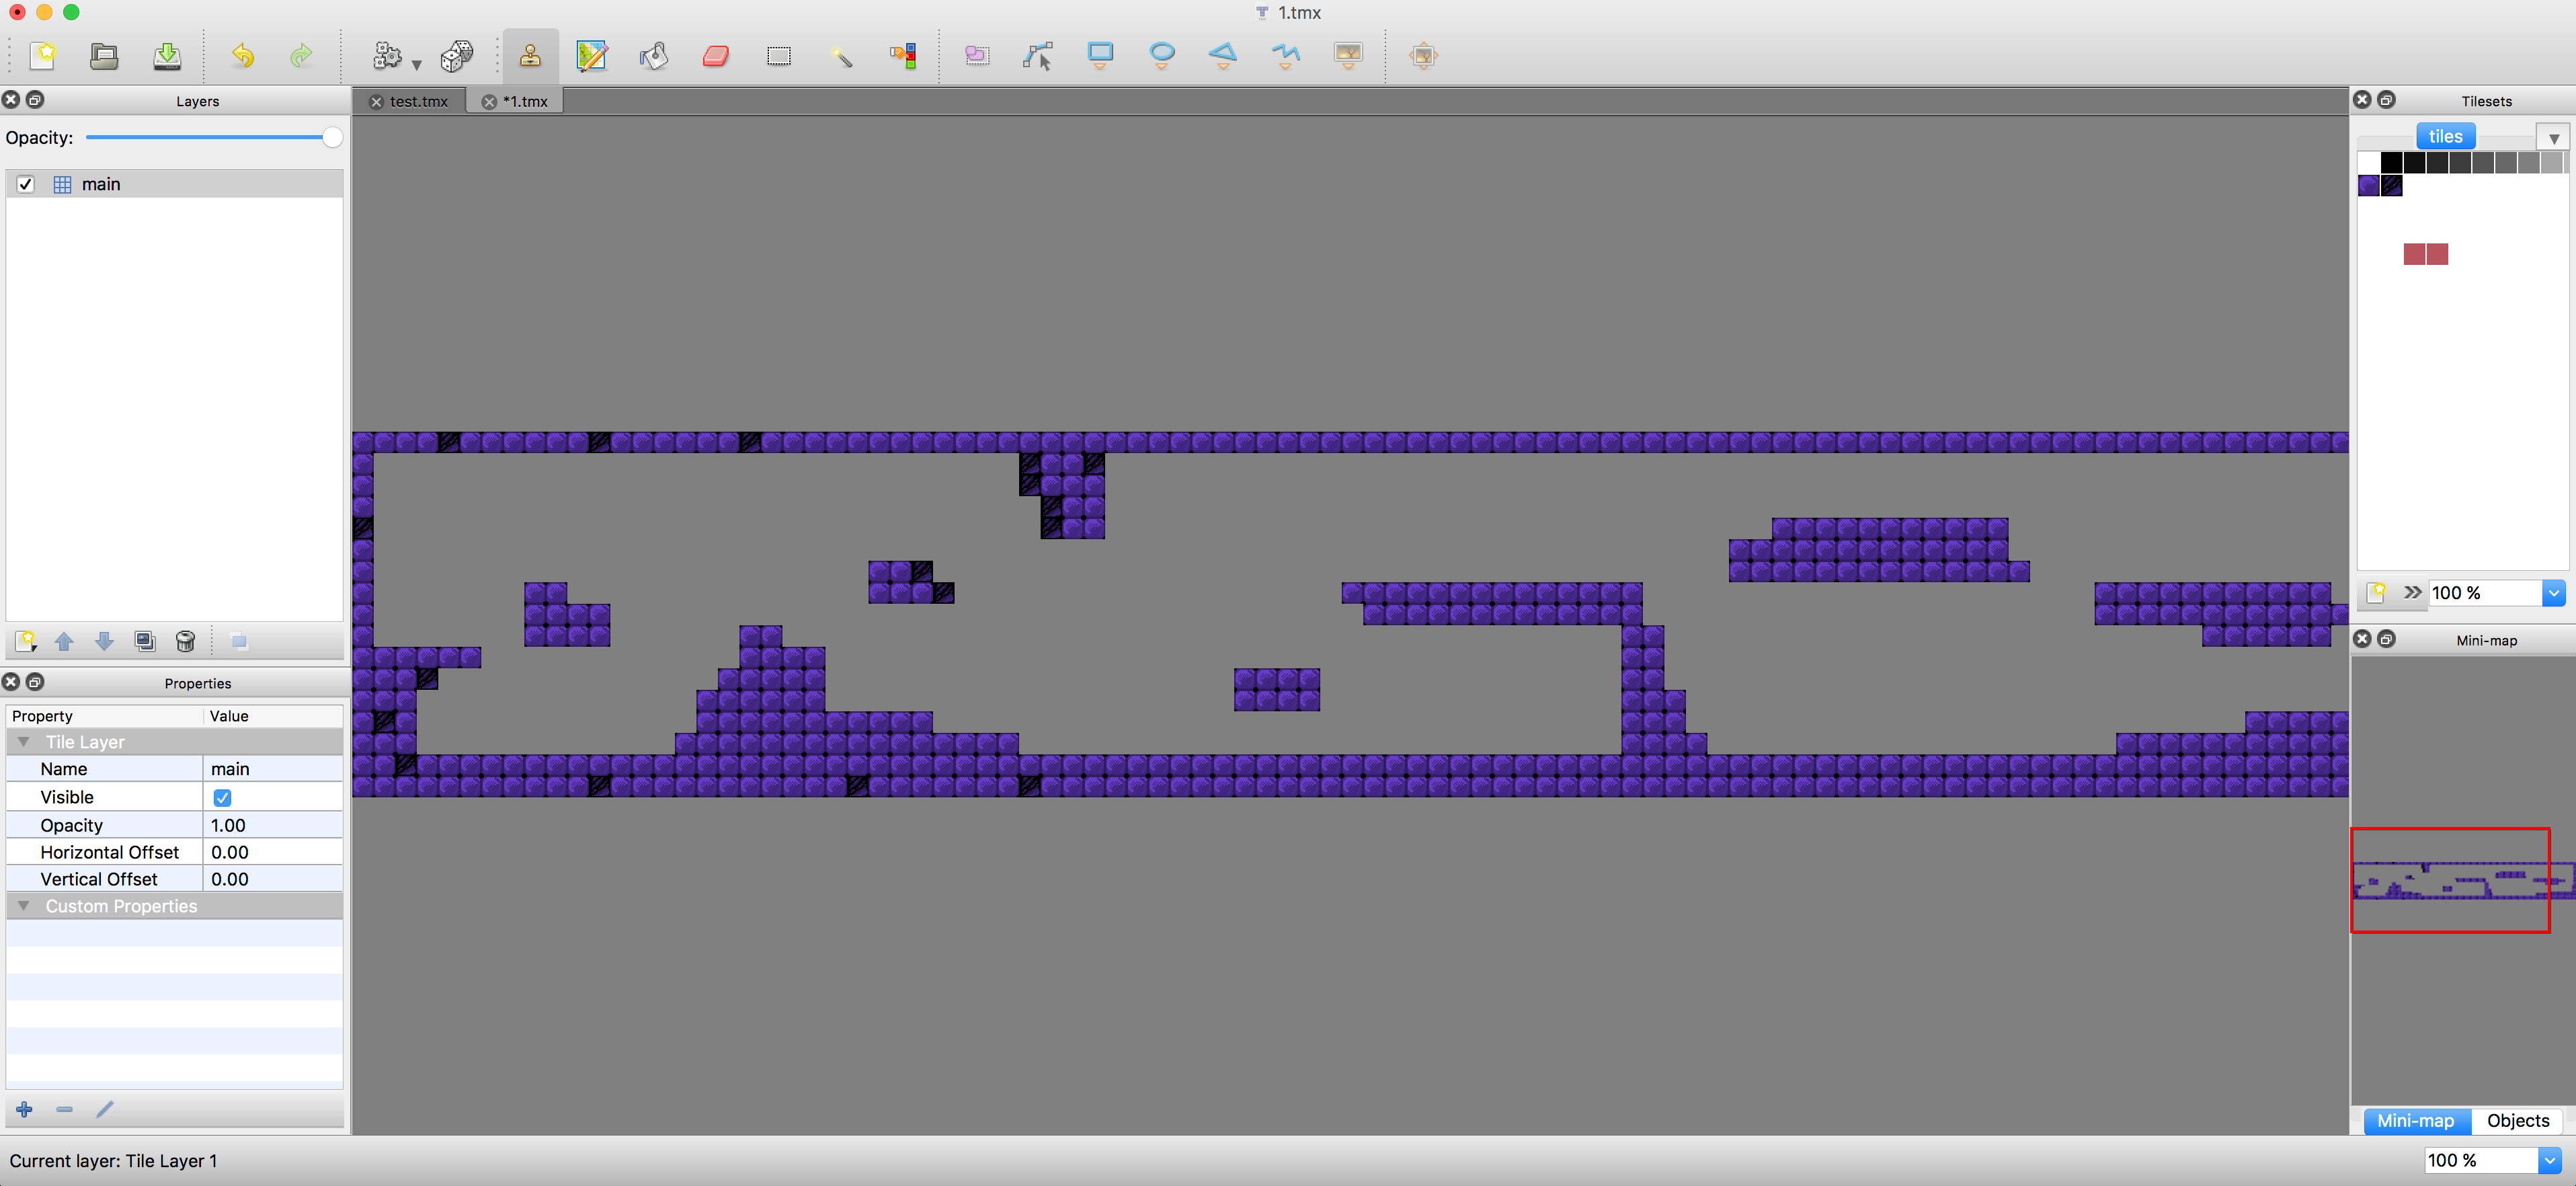 1.tmx
Layers
test.tmx
*1.tmx
Tilesets
Opacity:
tiles
main
100 %
Mini-map
Properties
Property Value
Tile Layer
Name main
Visible
Opacity 1.00
Horizontal Offset 0.00
Vertical Offset 0.00
Custom Properties
Mini-map Objects
Current layer: Tile Layer 1
100 %